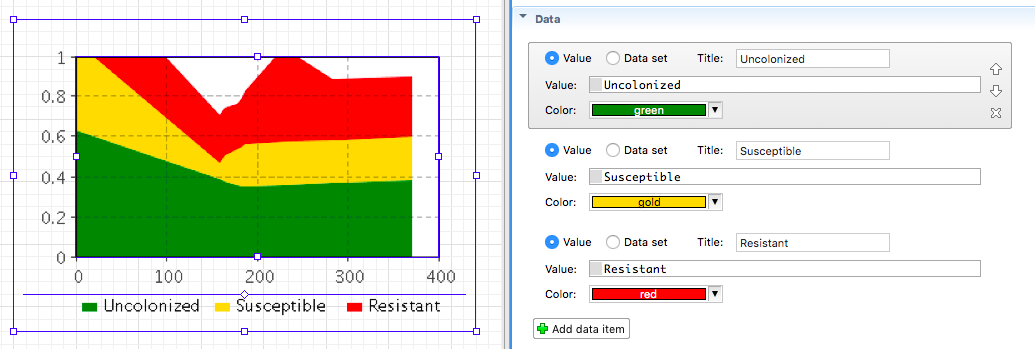 1
0.8
0.6
0.4
0.2
0
0 100 200 300 400
Uncolonized Susceptible Resistant
Data
Value Data set Title: Uncolonized
Value: Uncolonized
Color: green
Value Data set Title: Susceptible
Value: Susceptible
Color: gold
Value Data set Title: Resistant
Value: Resistant
Color: red
Add data item